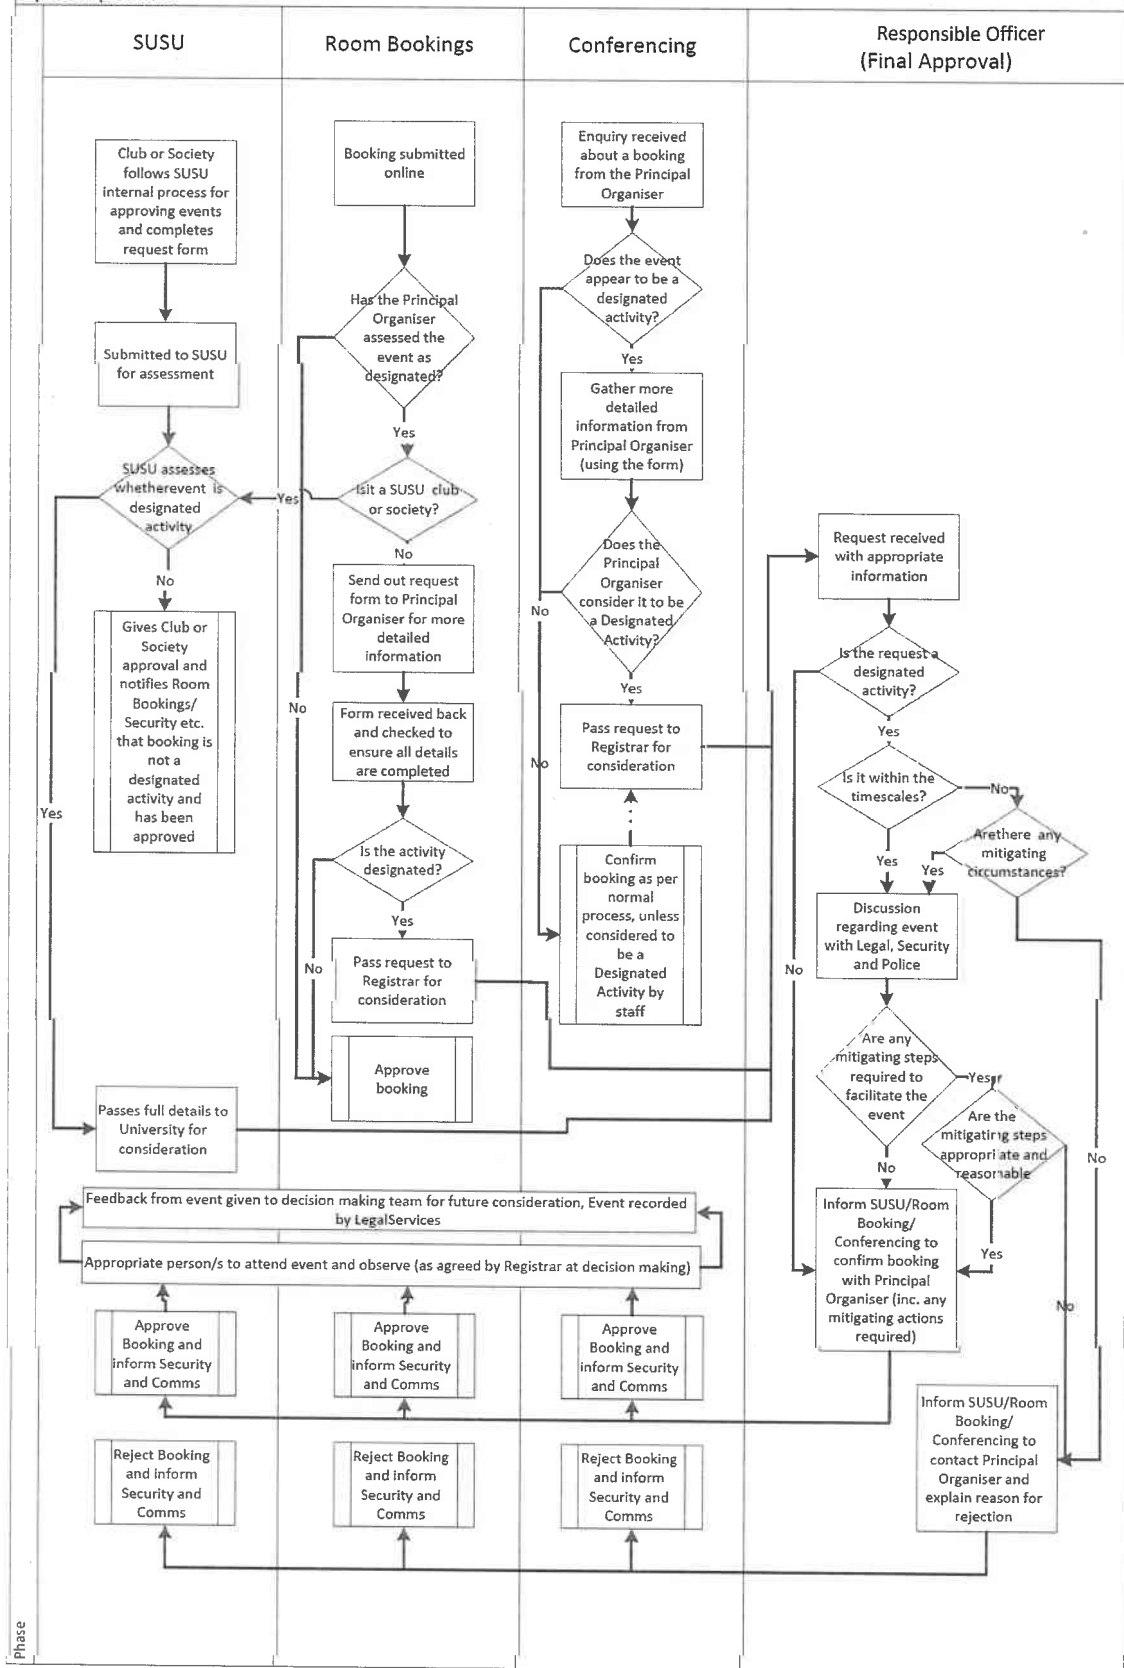 SUSU
Room Bookings
Conferencing
Responsible Officer
(Final Approval)
Club or Society
follows SUSU
internal process for
approving events
and completes
request form
Submitted to SUSU
for assessment
SUSU assesses
whetherevent is
designated
activity
No
Gives Club or
Society
approval and
notifies Room
Bookings/
Security etc.
that booking is
not a
designated
activity and
has been
approved
Yes
Passes full details to
University for
consideration
Booking submitted
online
Has the Principal
Organiser
assessed the
event as
designated?
Yes
Isit a SUSU club
or society?
Yes
No
Send out request
form to Principal
Organiser for more
detailed
information
No
Form received back
and checked to
ensure all details
are completed
Is the activity
designated?
Yes
No
Pass request to
Registrar for
consideration
Approve
booking
Enquiry received
about a booking
from the Principal
Organiser
Does the event
appear to be a
designated
activity?
Yes
Gather more
detailed
information from
Principal Organiser
(using the form)
Does the
Principal
Organiser
consider it to be
a Designated
Activity?
No
Yes
Pass request to
Registrar for
consideration
No
Confirm
booking as per
normal
process, unless
considered to
be a
Designated
Activity by
staff
Request received
with appropriate
information
Is the request a
designated
activity?
Yes
Is it within the
timescales?
No
Arethere any
mitigating
circumstances?
Yes
Yes
Discussion
regarding event
with Legal, Security
and Police
No
Are any
mitigating steps
required to
facilitate the
event
Yes
Are the
mitigating steps
appropriate and
reasonable
No
No
Yes
No
Inform SUSU/Room
Booking/
Conferencing to
confirm booking
with Principal
Organiser (inc. any
mitigating actions
required)
Inform SUSU/Room
Booking/
Conferencing to
contact Principal
Organiser and
explain reason for
rejection
Feedback from event given to decision making team for future consideration, Event recorded
by LegalServices
Appropriate person/s to attend event and observe (as agreed by Registrar at decision making)
Approve
Booking and
inform Security
and Comms
Approve
Booking and
inform Security
and Comms
Approve
Booking and
inform Security
and Comms
Reject Booking
and inform
Security and
Comms
Reject Booking
and inform
Security and
Comms
Reject Booking
and inform
Security and
Comms
Phase